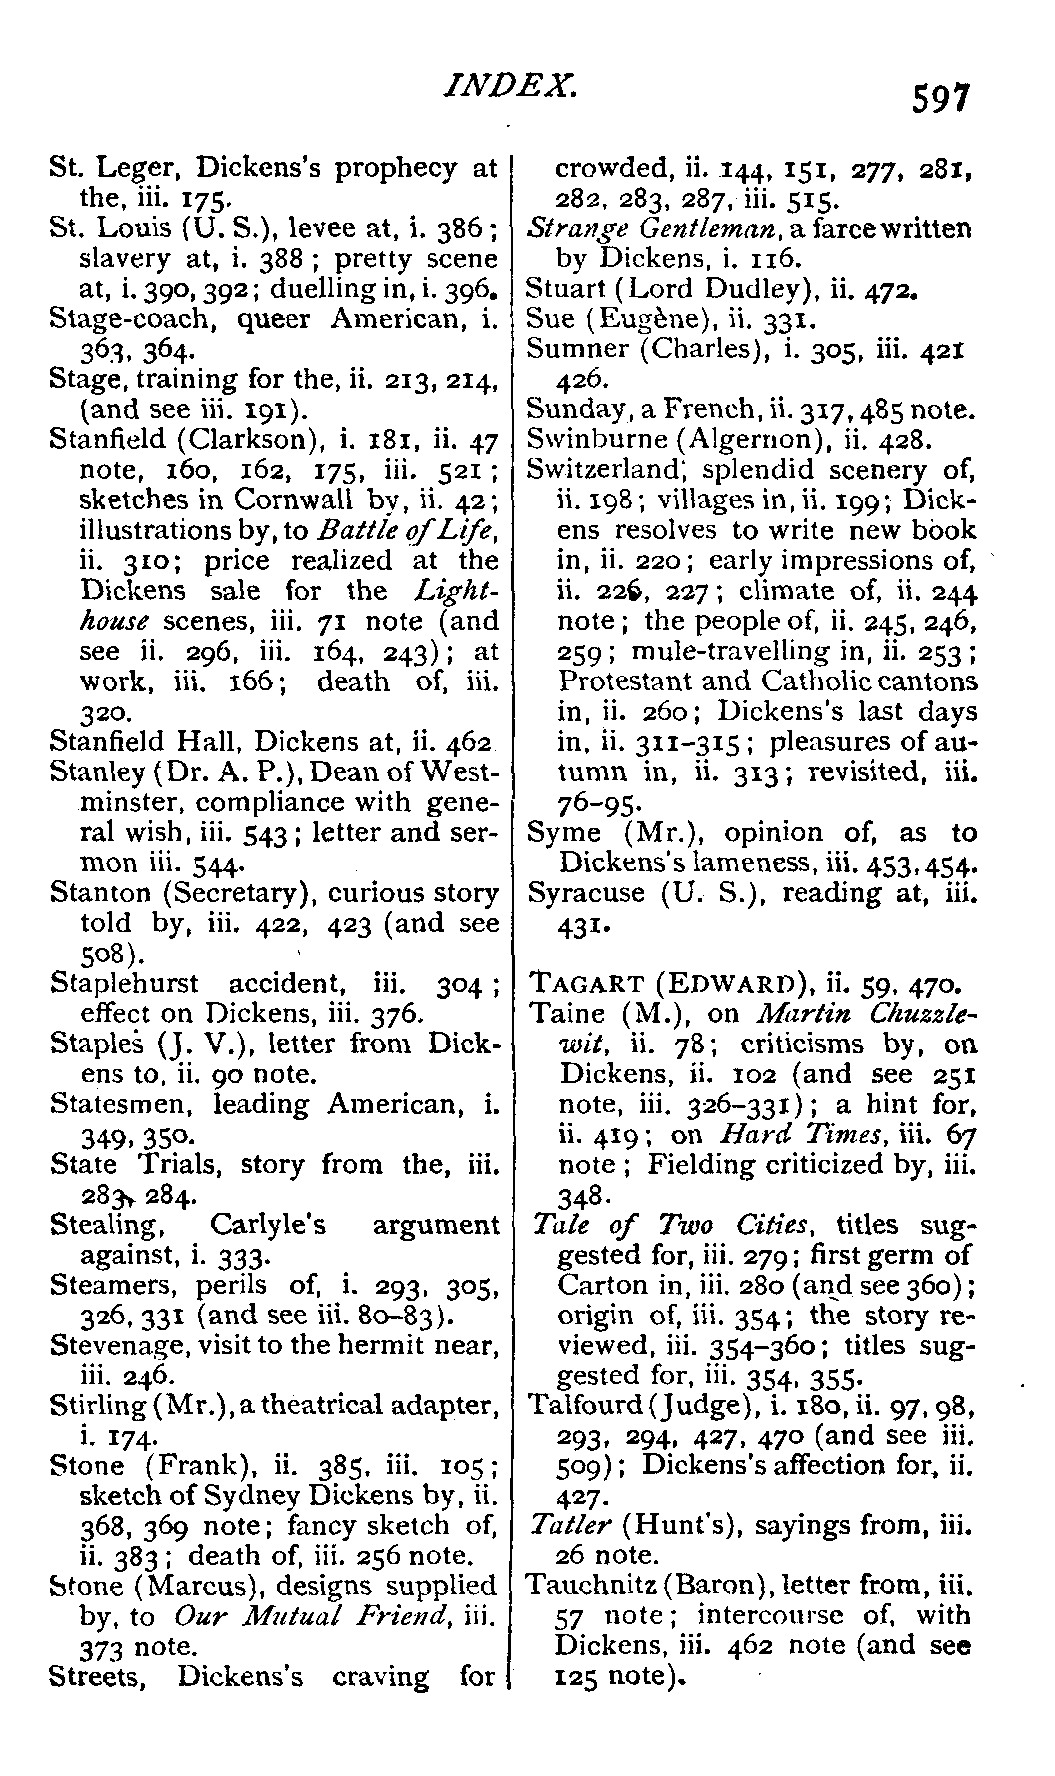 INDEX.
597
St. Leger, Dickens's prophecy at
the, iii. 175.
St. Louis (U. S.), levee at, i. 386;
slavery at, i. 388; pretty scene
at, i. 390, 392; duelling in, i. 396.
Stage-coach, queer American, i.
363, 364.
Stage, training for the, ii. 213, 214,
(and see iii. 191).
Stanfield (Clarkson), i. 181, ii. 47
note, 160, 162, 175, iii. 521;
sketches in Cornwall by, ii. 42;
illustrations by, to Battle of Life,
ii. 310; price realized at the
Dickens sale for the Light-
house scenes, iii. 71 note (and
see ii. 296, iii. 164, 243); at
work, iii. 166; death of, iii.
320.
Stanfield Hall, Dickens at, ii. 462
Stanley (Dr. A. P.), Dean of West-
minster, compliance with gene-
ral wish, iii. 543; letter and ser-
mon iii. 544.
Stanton (Secretary), curious story
told by, iii. 422, 423 (and see
508).
Staplehurst accident, iii. 304;
effect on Dickens, iii. 376.
Staples (J. V.), letter from Dick-
ens to, ii. 90 note.
Statesmen, leading American, i.
349, 350.
State Trials, story from the, iii.
283, 284.
Stealing, Carlyle's argument
against, i. 333.
Steamers, perils of, i. 293, 305,
326, 331 (and see iii. 80-83).
Stevenage, visit to the hermit near,
iii. 246.
Stirling (Mr.), a theatrical adapter,
i. 174.
Stone (Frank), ii. 385, iii. 105;
sketch of Sydney Dickens by, ii.
368, 369 note; fancy sketch of,
ii. 383; death of, iii. 256 note.
Stone (Marcus), designs supplied
by, to Our Mutual Friend, iii.
373 note.
Streets, Dickens's craving for
crowded, ii. 144, 151, 277, 281,
282, 283, 287, iii. 515.
Strange Gentleman, a farce written
by Dickens, i. 116.
Stuart (Lord Dudley), ii. 472.
Sue (Eugène), ii. 331.
Sumner (Charles), i. 305, iii. 421
426.
Sunday, a French, ii. 317, 485 note.
Swinburne (Algernon), ii. 428.
Switzerland, splendid scenery of,
ii. 198; villages in, ii. 199; Dick-
ens resolves to write new book
in, ii. 220; early impressions of,
ii. 226, 227; climate of, ii. 244
note; the people of, ii. 245, 246,
259; mule-travelling in, ii. 253;
Protestant and Catholic cantons
in, ii. 260; Dickens's last days
in, ii. 311-315; pleasures of au-
tumn in, ii. 313; revisited, iii.
76-95.
Syme (Mr.), opinion of, as to
Dickens's lameness, iii. 453, 454.
Syracuse (U. S.), reading at, iii.
431.
TAGART (EDWARD), ii. 59, 470.
Taine (M.), on Martin Chuzzle-
wit, ii. 78; criticisms by, on
Dickens, ii. 102 (and see 251
note, iii. 326-331); a hint for,
ii. 419; on Hard Times, iii. 67
note; Fielding criticized by, iii.
348.
Tale of Two Cities, titles sug-
gested for, iii. 279; first germ of
Carton in, iii. 280 (and see 360);
origin of, iii. 354; the story re-
viewed, iii. 354-360; titles sug-
gested for, iii. 354, 355.
Talfourd (Judge), i. 180, ii. 97, 98,
293, 294, 427, 470 (and see iii.
509); Dickens's affection for, ii.
427.
Tatler (Hunt's), sayings from, iii.
26 note.
Tauchnitz (Baron), letter from, iii.
57 note; intercourse of, with
Dickens, iii. 462 note (and see
125 note).